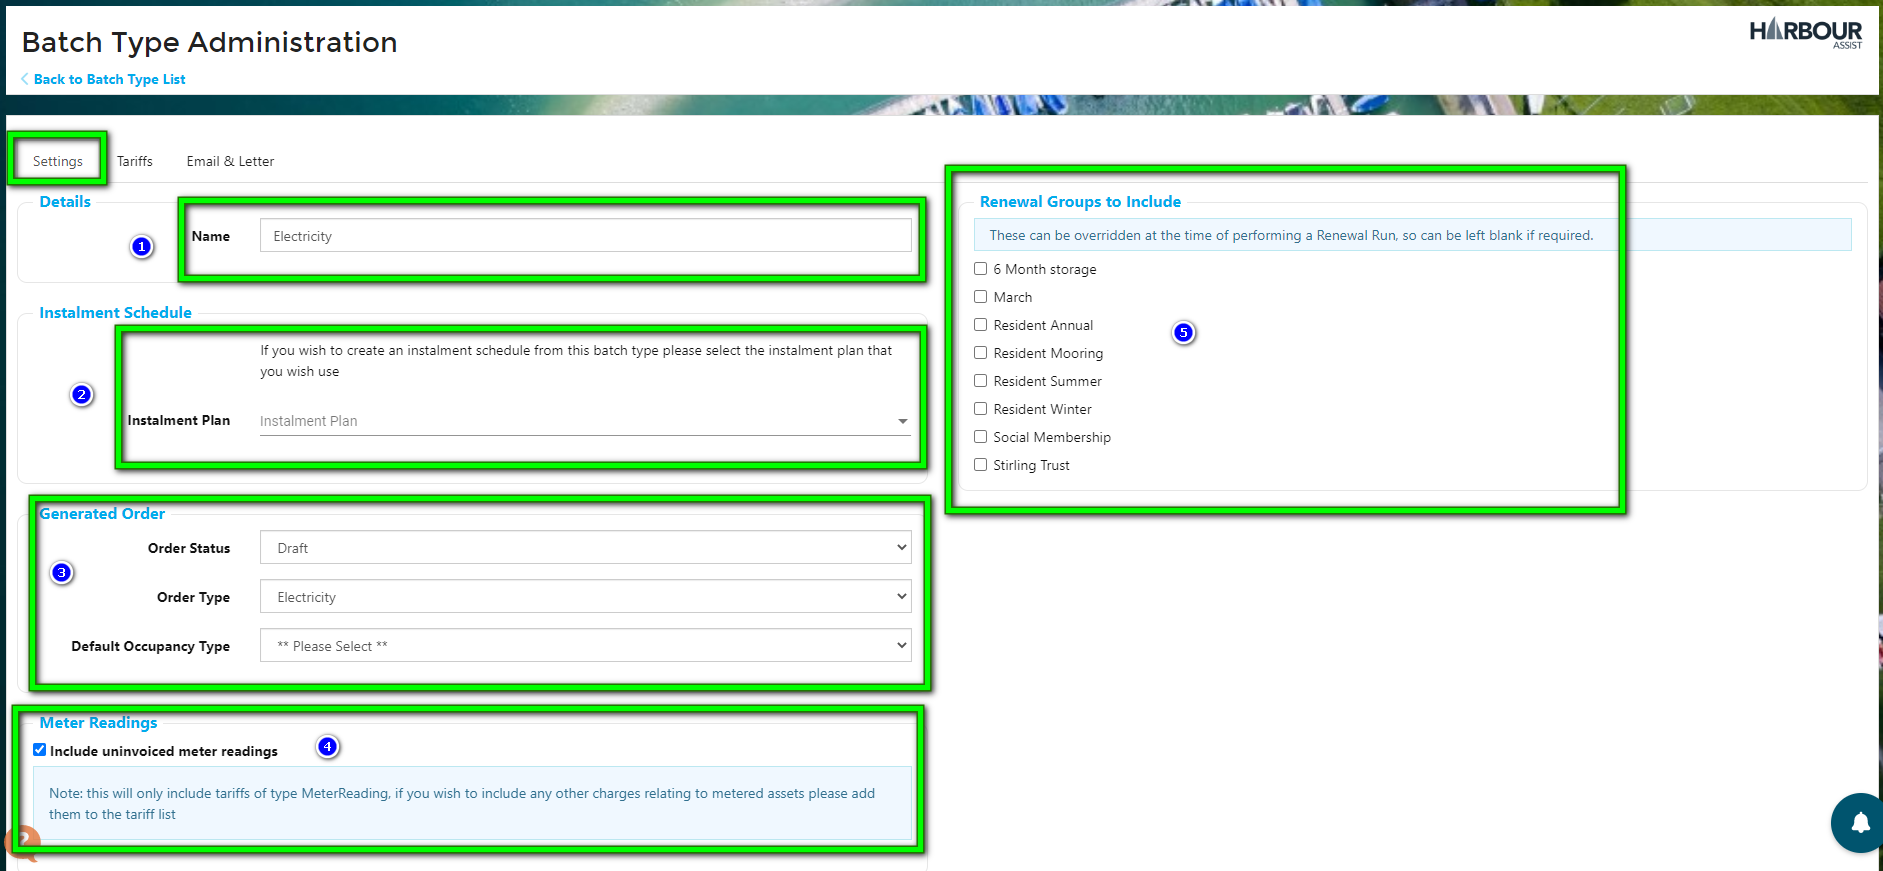 Batch Type Administration
HARBOUR
ASSIST
Back to Batch Type List
Settings
Tariffs
Email & Letter
Details
1
Name
Electricity
Instalment Schedule
If you wish to create an instalment schedule from this batch type please select the instalment plan that
you wish use
2
Instalment Plan
Instalment Plan
Generated Order
Order Status
Draft
3
Order Type
Electricity
Default Occupancy Type
** Please Select **
Meter Readings
Include uninvoiced meter readings
4
Note: this will only include tariffs of type MeterReading, if you wish to include any other charges relating to metered assets please add
them to the tariff list
?
Renewal Groups to Include
These can be overridden at the time of performing a Renewal Run, so can be left blank if required.
6 Month storage
March
Resident Annual
5
Resident Mooring
Resident Summer
Resident Winter
Social Membership
Stirling Trust